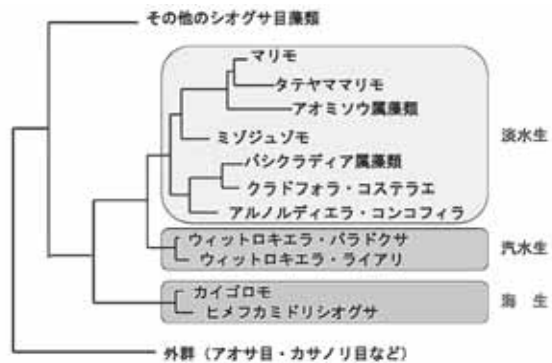 その他のシオグサ目藻類
マリモ
タテヤママリモ
アオミソウ属藻類
ミゾジュズモ
バシクラディア属藻類
クラドフォラ・コステラエ
アルノルディエラ・コンコフィラ
淡水生
ウィットロキエラ・パラドクサ
ウィットロキエラ・ライアリ
汽水生
カイゴロモ
ヒメフカミドリシオグサ
海 生
外群（アオサ目・カサノリ目など）